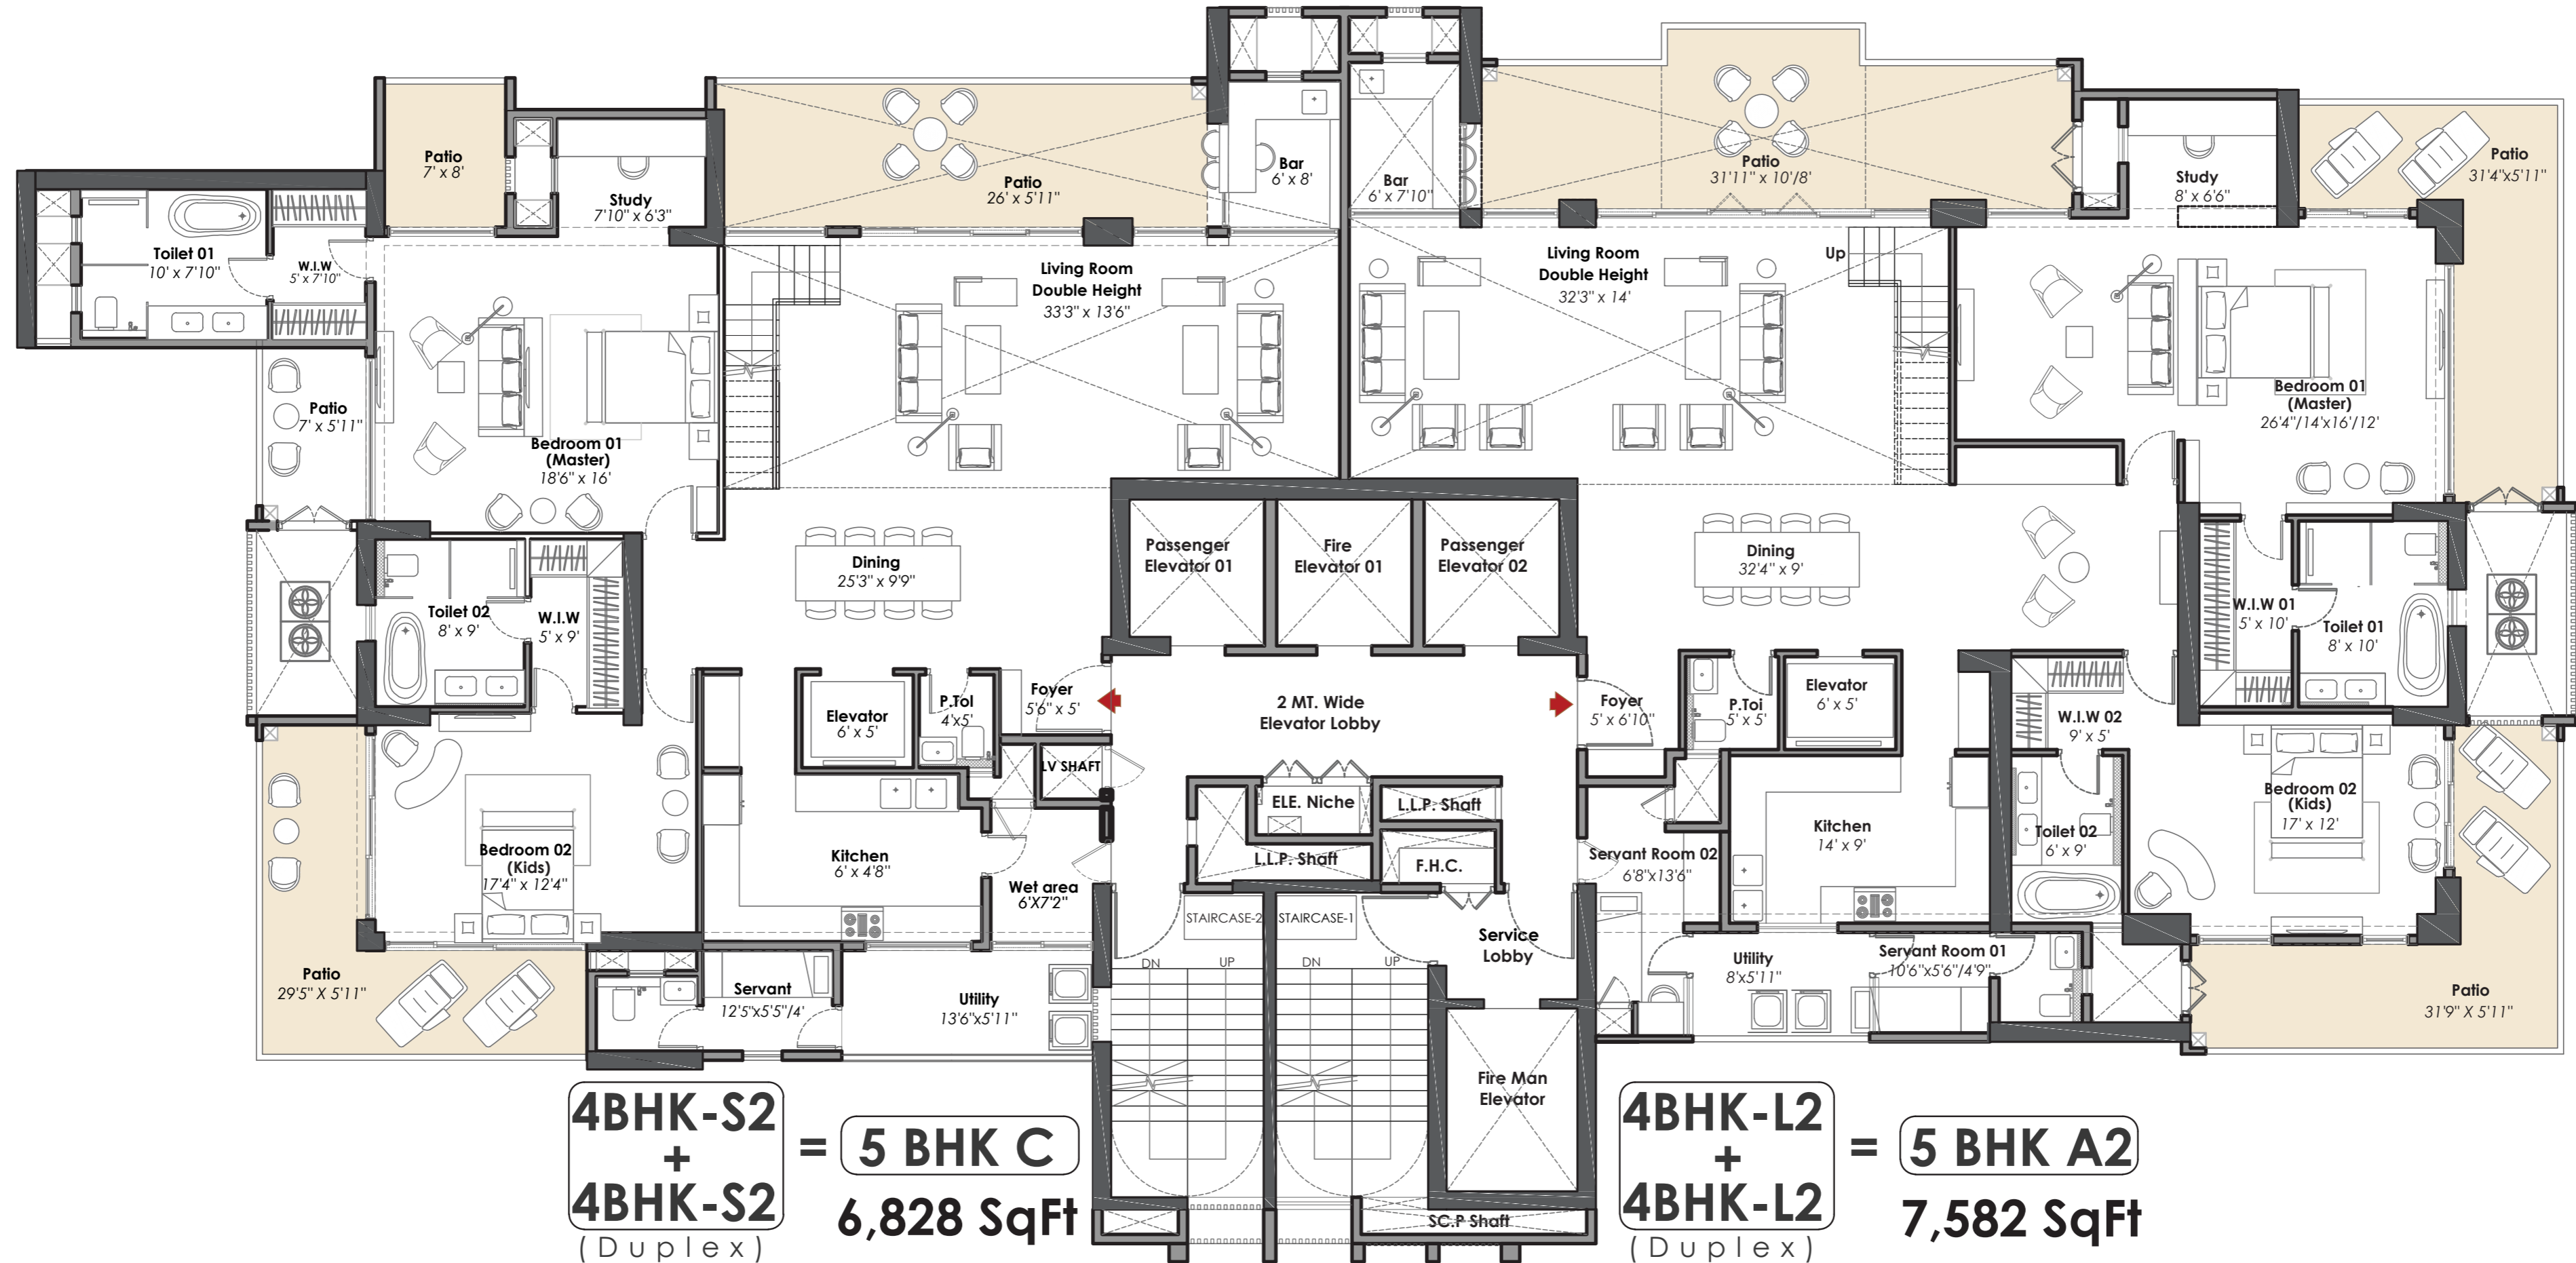 Patio
7' x 8'
Study
7'10" x 6'3"
Patio
26' x 5'11"
Bar
6' x 8'
Bar
6' x 7'10"
Patio
31'11" x 10'/8'
Study
8' x 6'6"
Patio
31'4"x5'11"
Toilet 01
10' x 7'10"
W.I.W
5' x 7'10"
Living Room
Double Height
33'3" x 13'6"
Living Room
Double Height
32'3" x 14'
Up
Patio
7' x 5'11"
Bedroom 01
(Master)
18'6" x 16'
Bedroom 01
(Master)
26'4"/14'x16'/12'
Dining
25'3" x 9'9"
Passenger
Elevator 01
Fire
Elevator 01
Passenger
Elevator 02
Dining
32'4" x 9'
Toilet 02
8' x 9'
W.I.W
5' x 9'
W.I.W 01
5' x 10'
Toilet 01
8' x 10'
Elevator
6' x 5'
P.Tol
4'x5'
Foyer
5'6" x 5'
2 MT. Wide
Elevator Lobby
Foyer
5' x 6'10"
P.Toi
5' x 5'
Elevator
6' x 5'
W.I.W 02
9' x 5'
LV SHAFT
ELE. Niche
L.L.P. Shaft
L.L.P. Shaft
F.H.C.
Bedroom 02
(Kids)
17'4" x 12'4"
Kitchen
6' x 4'8"
Wet area
6'X7'2"
Servant Room 02
6'8"x13'6"
Kitchen
14' x 9'
Toilet 02
6' x 9'
Bedroom 02
(Kids)
17' x 12'
STAIRCASE-2
STAIRCASE-1
DN
UP
DN
UP
Service
Lobby
Patio
29'5" X 5'11"
Servant
12'5"x5'5"/4'
Utility
13'6"x5'11"
Utility
8'x5'11"
Servant Room 01
10'6"x5'6"/4'9"
Patio
31'9" X 5'11"
Fire Man
Elevator
SC.P Shaft
4BHK-S2
+
4BHK-S2
(Duplex)
= 5 BHK C
6,828 SqFt
4BHK-L2
+
4BHK-L2
(Duplex)
= 5 BHK A2
7,582 SqFt